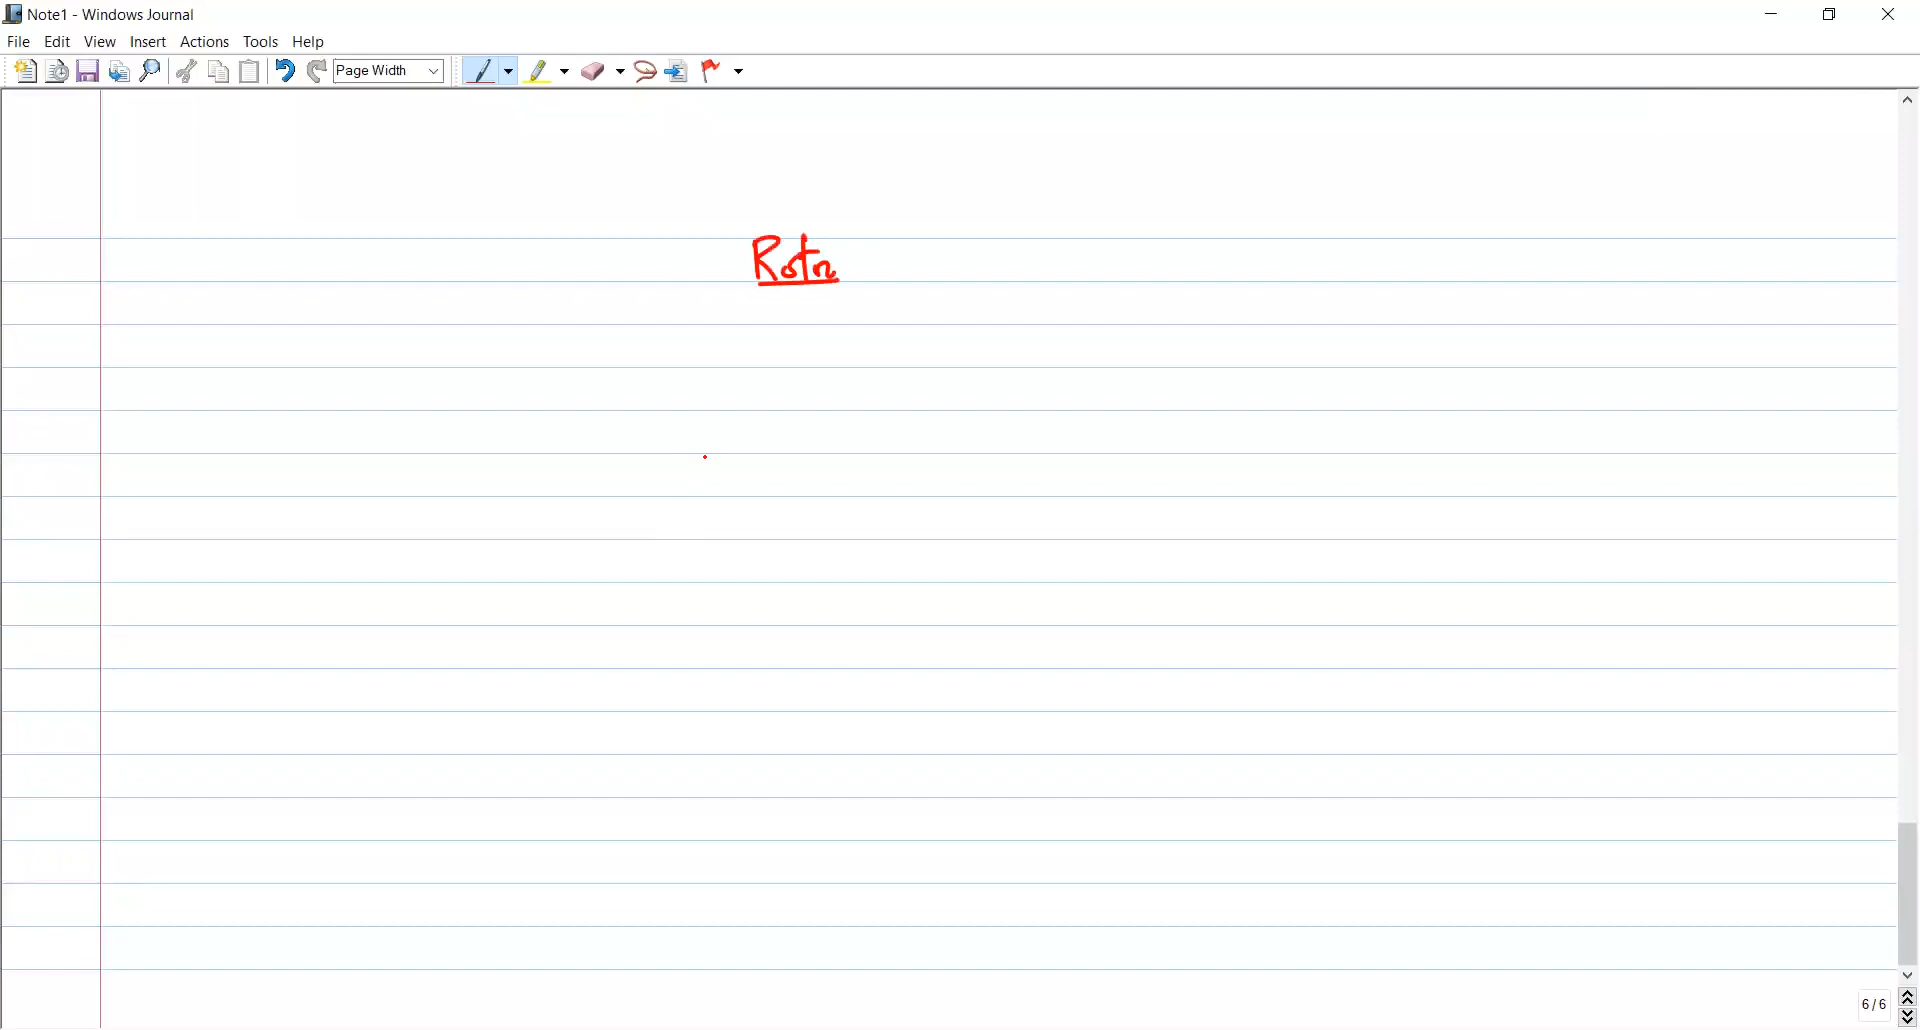 Note1 - Windows Journal
File Edit View Insert Actions Tools Help
Page Width
Rotn
6 / 6